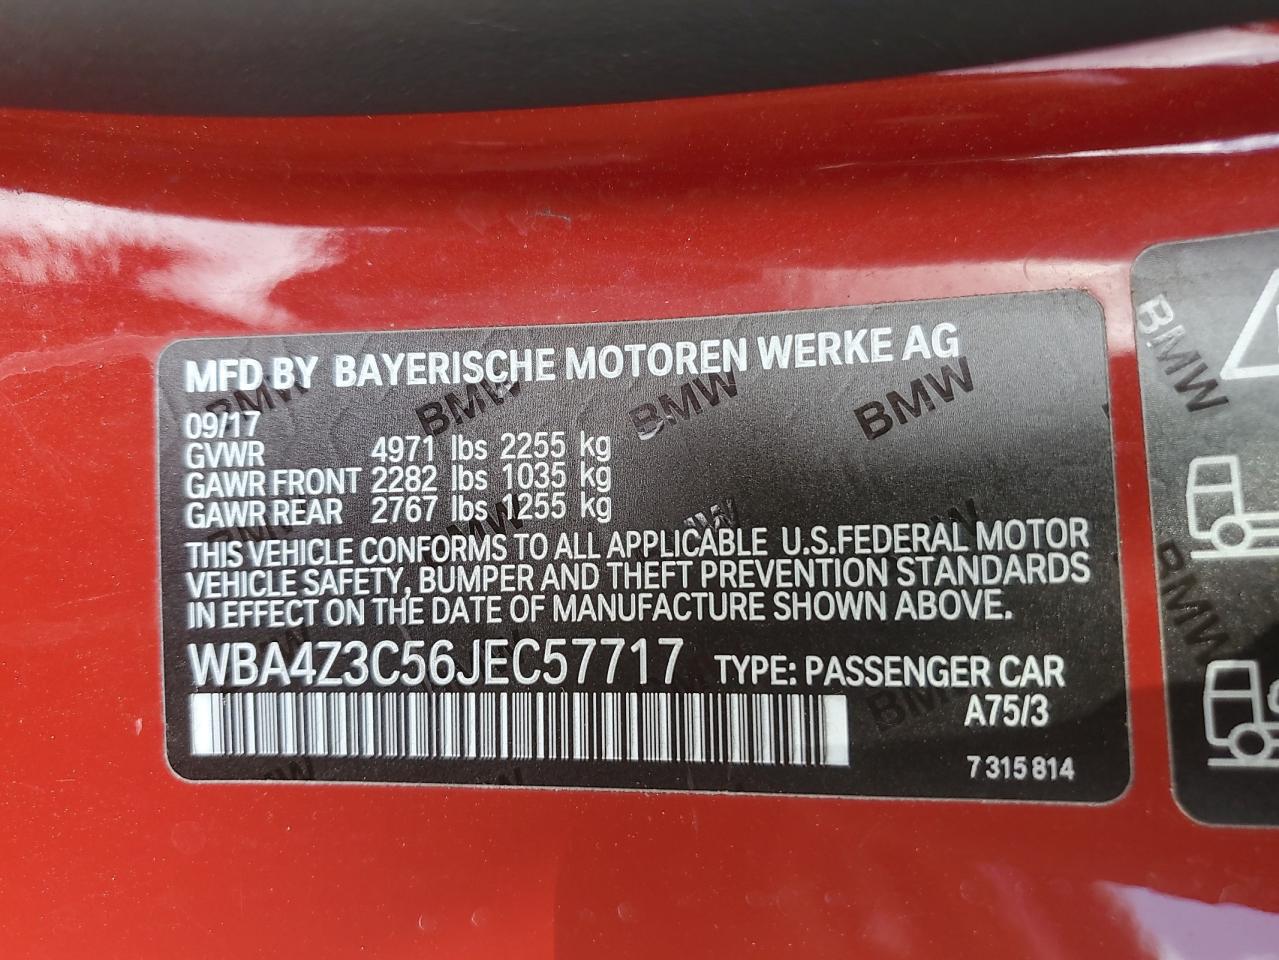 MFD BY BAYERISCHE MOTOREN WERKE AG
09/17
GVWR 4971 lbs 2255 kg
GAWR FRONT 2282 lbs 1035 kg
GAWR REAR 2767 lbs 1255 kg
THIS VEHICLE CONFORMS TO ALL APPLICABLE U.S.FEDERAL MOTOR
VEHICLE SAFETY, BUMPER AND THEFT PREVENTION STANDARDS
IN EFFECT ON THE DATE OF MANUFACTURE SHOWN ABOVE.
WBA4Z3C56JEC57717 TYPE: PASSENGER CAR
A75/3
7 315 814
BMW
BMW
BMW
BMW
BMW
BMW